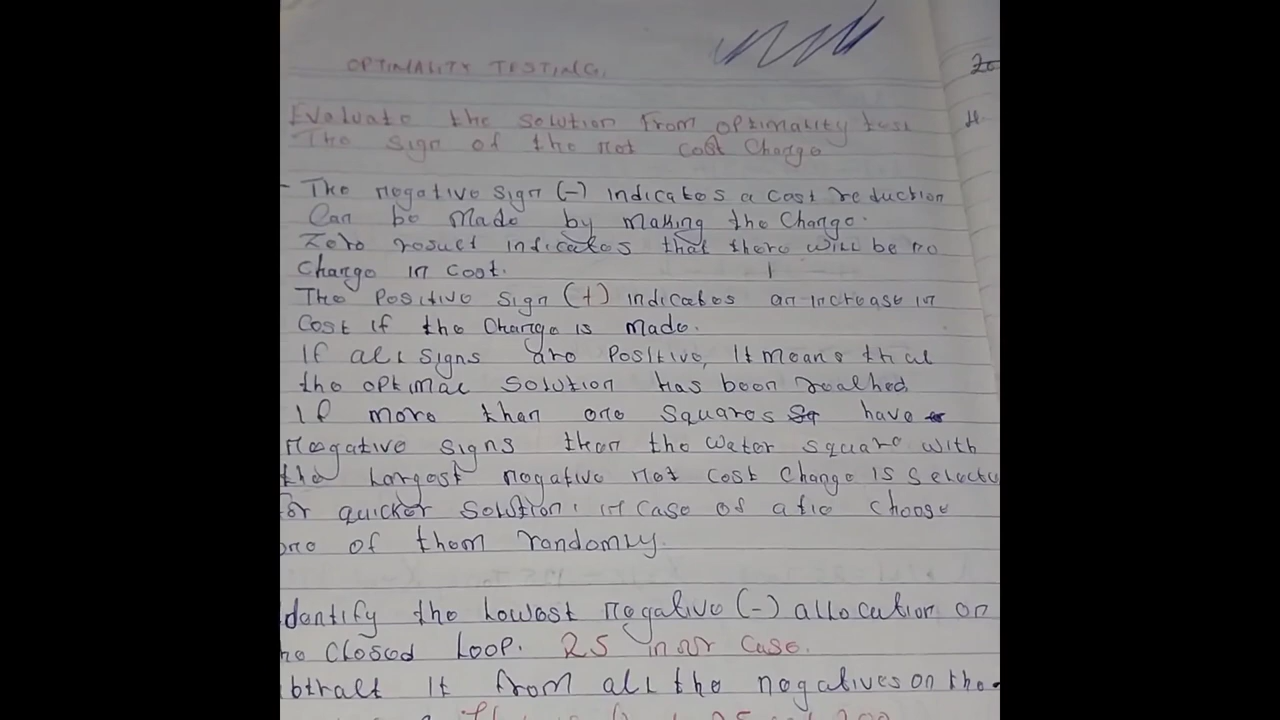 OPTIMALITY TESTING.
20
Evaluate the solution from optimality test
The sign of the net cost Change
- The negative sign (-) indicates a cost reduction
Can be Made by making the Change.
Zero result indicates that there will be no
Change in cost.
The Positive sign (+) indicates an increase in
Cost if the Change is made.
If all signs are Positive, It means that
the optimal solution has been reached
If more than one squares have
Negative signs then the water square with
the Largest negative net cost change is selecte
for quicker solution, in case of a tie choose
one of them randomly.
dentify the Lowest negative (-) allocation on
he closed Loop. 25 in our case.
btract it from all the negatives on the